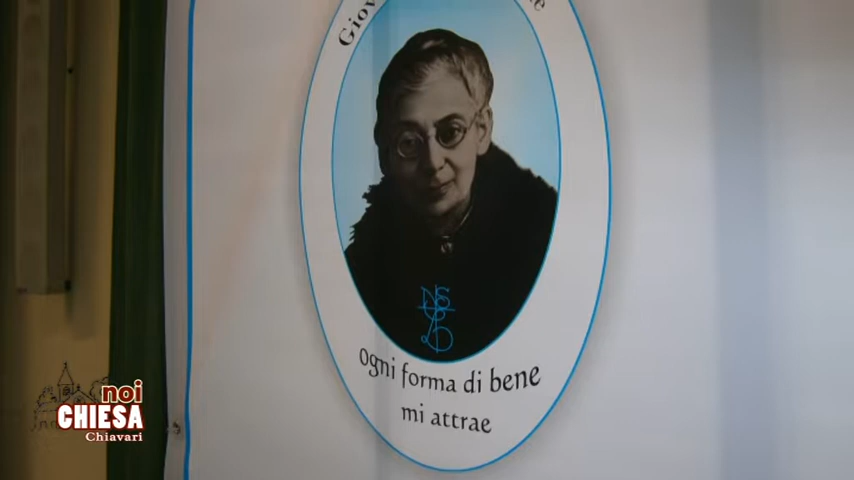 ogni forma di bene
mi attrae
noi
CHIESA
Chiavari